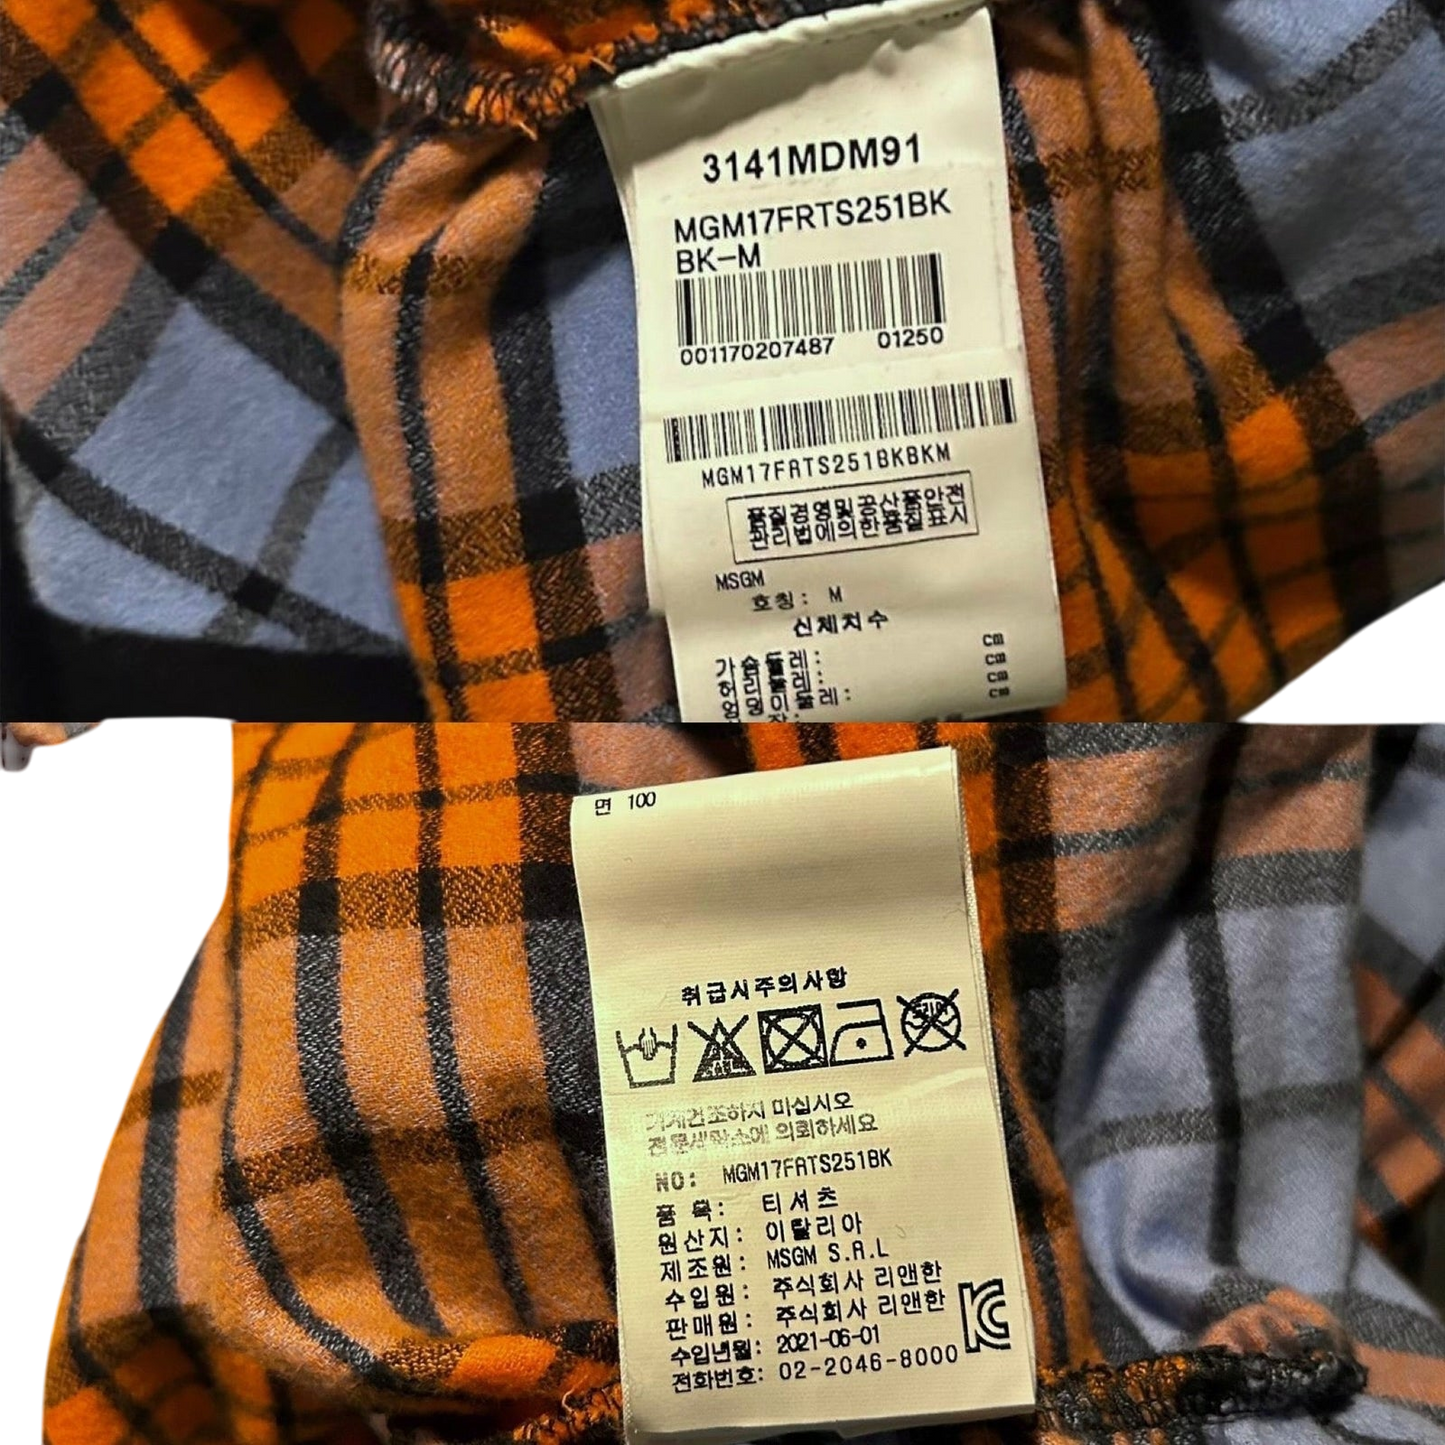 3141MDM91
MGM17FRTS251BK
BK-M
001170207487 01250
MGM17FRTS251BKBKM
품질경영및공산품안전
관리법에의한품질표시
MSGM
호칭: M
신체치수
가슴둘레: cm
허리둘레: cm
엉덩이둘레: cm
cm
면 100
취급시주의사항
기계건조하지 마십시오
전문세탁소에 의뢰하세요
NO: MGM17FRTS251BK
품 목: 티셔츠
원산지: 이탈리아
제조원: MSGM S.R.L
수입원: 주식회사 리앤한
판매원: 주식회사 리앤한
수입년월: 2021-06-01
전화번호: 02-2046-8000